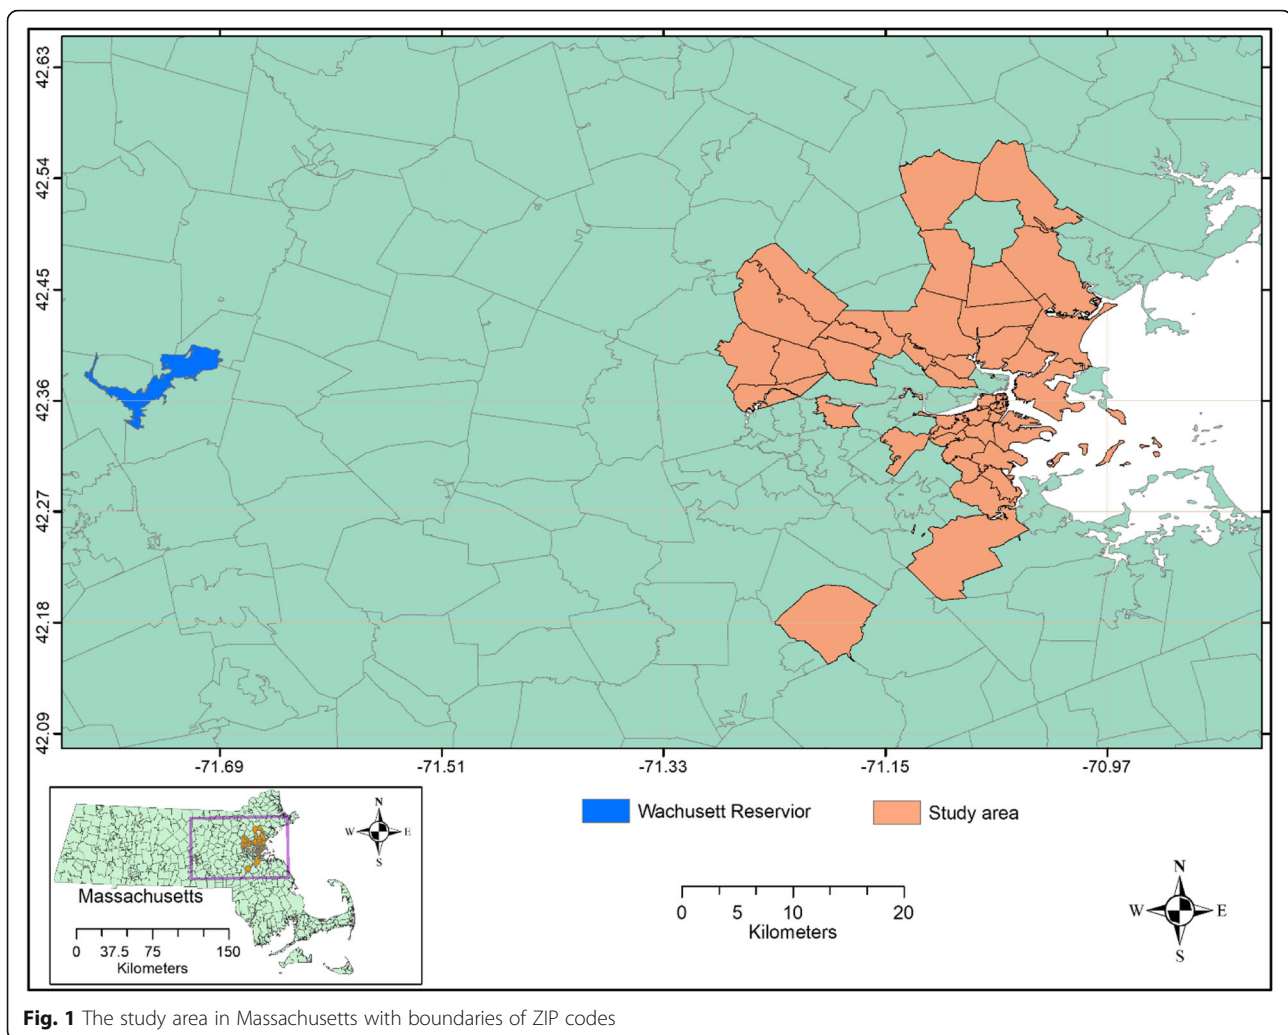 42.63
42.54
42.45
42.36
42.27
42.18
42.09
-71.69
-71.51
-71.33
-71.15
-70.97
Wachusett Reservior
Study area
N
W
E
S
Massachusetts
0 37.5 75 150
Kilometers
0 5 10 20
Kilometers
N
W
E
S
Fig. 1 The study area in Massachusetts with boundaries of ZIP codes